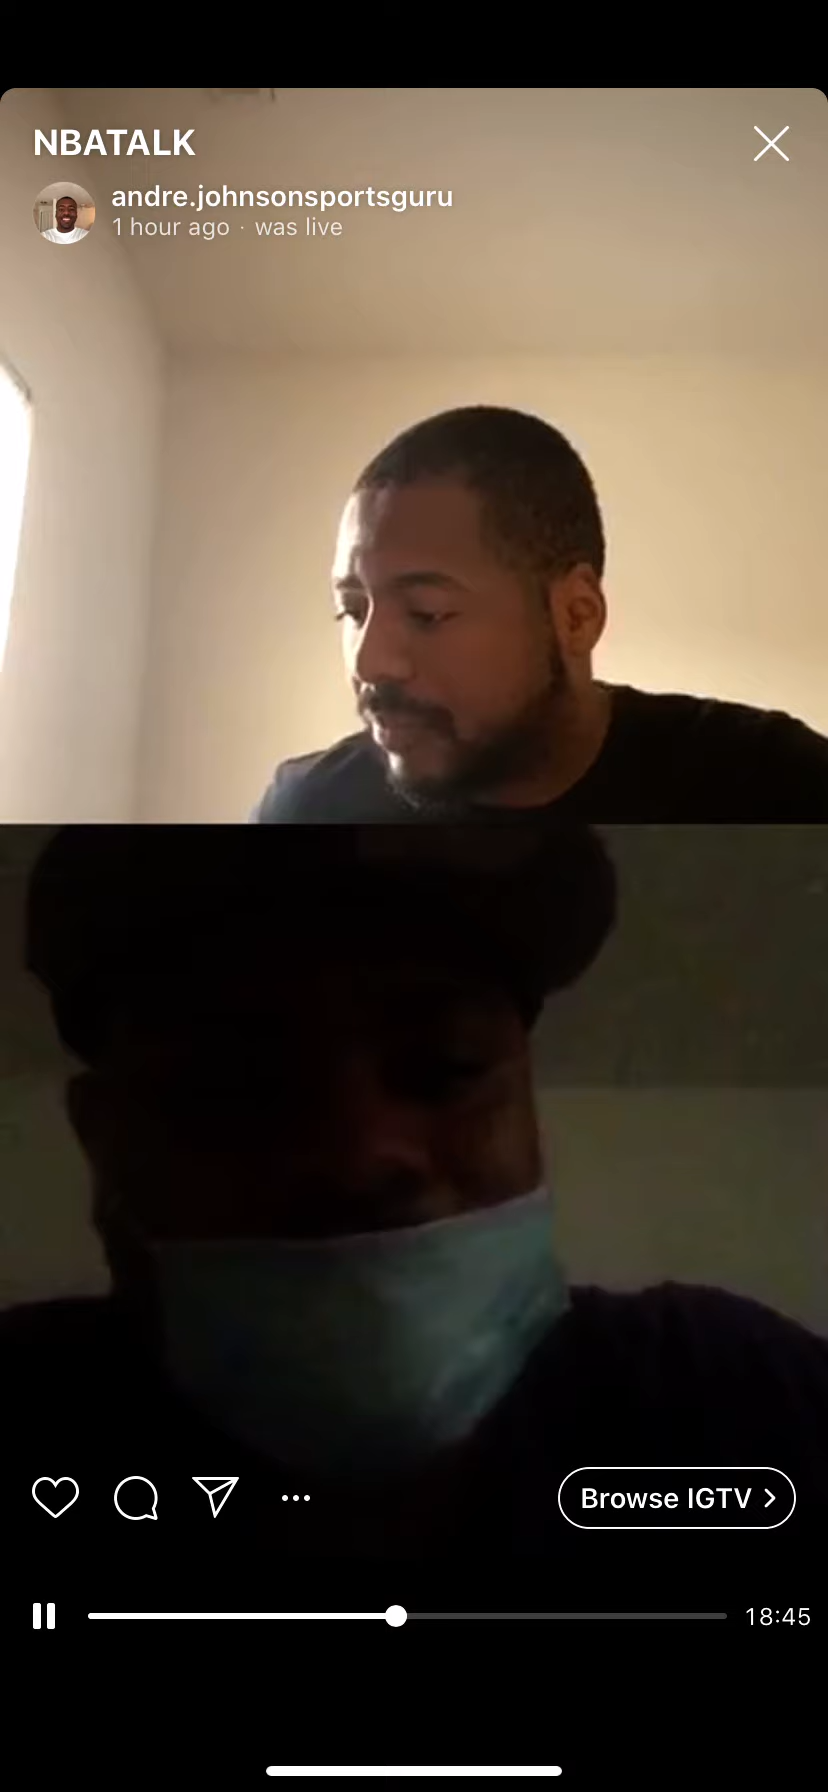 NBATALK
andre.johnsonsportsguru
1 hour ago · was live
Browse IGTV
18:45